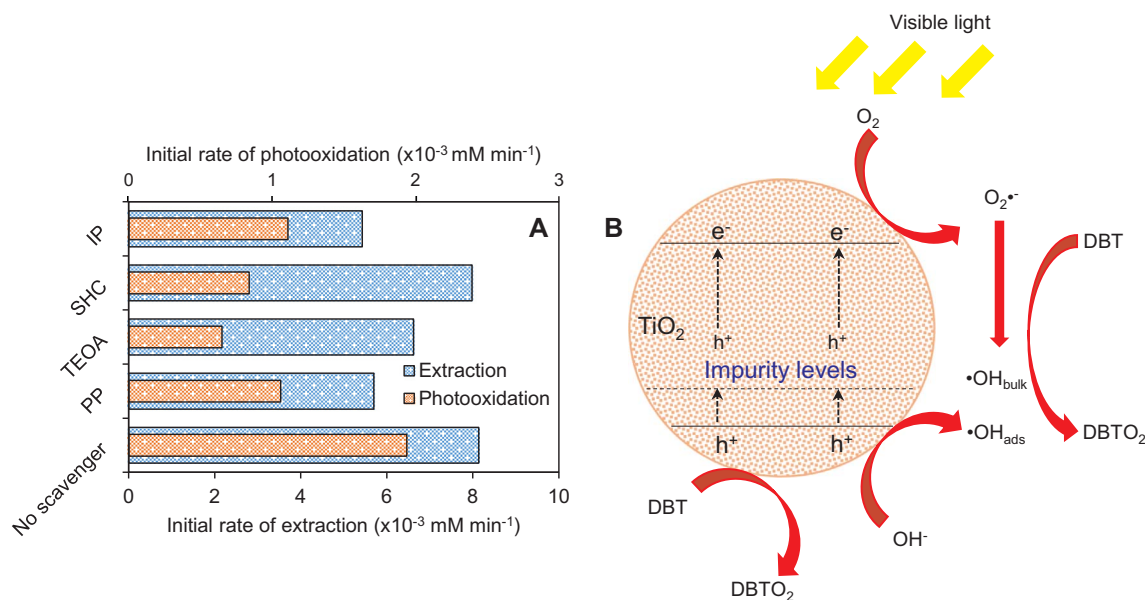 Initial rate of photooxidation (x10⁻³ mM min⁻¹)
0 1 2 3
IP
SHC
TEOA
PP
No scavenger
A
Extraction
Photooxidation
0 2 4 6 8 10
Initial rate of extraction (x10⁻³ mM min⁻¹)
B
Visible light
O₂
O₂•⁻
e⁻ e⁻
DBT
TiO₂
h⁺ h⁺
Impurity levels
•OH_bulk
•OH_ads
DBTO₂
h⁺ h⁺
DBT
OH⁻
DBTO₂